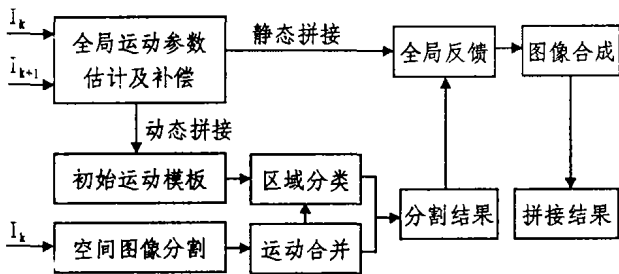 I_k
全局运动参数
估计及补偿
静态拼接
全局反馈
图像合成
I_{k+1}
动态拼接
初始运动模板
区域分类
分割结果
拼接结果
I_k
空间图像分割
运动合并